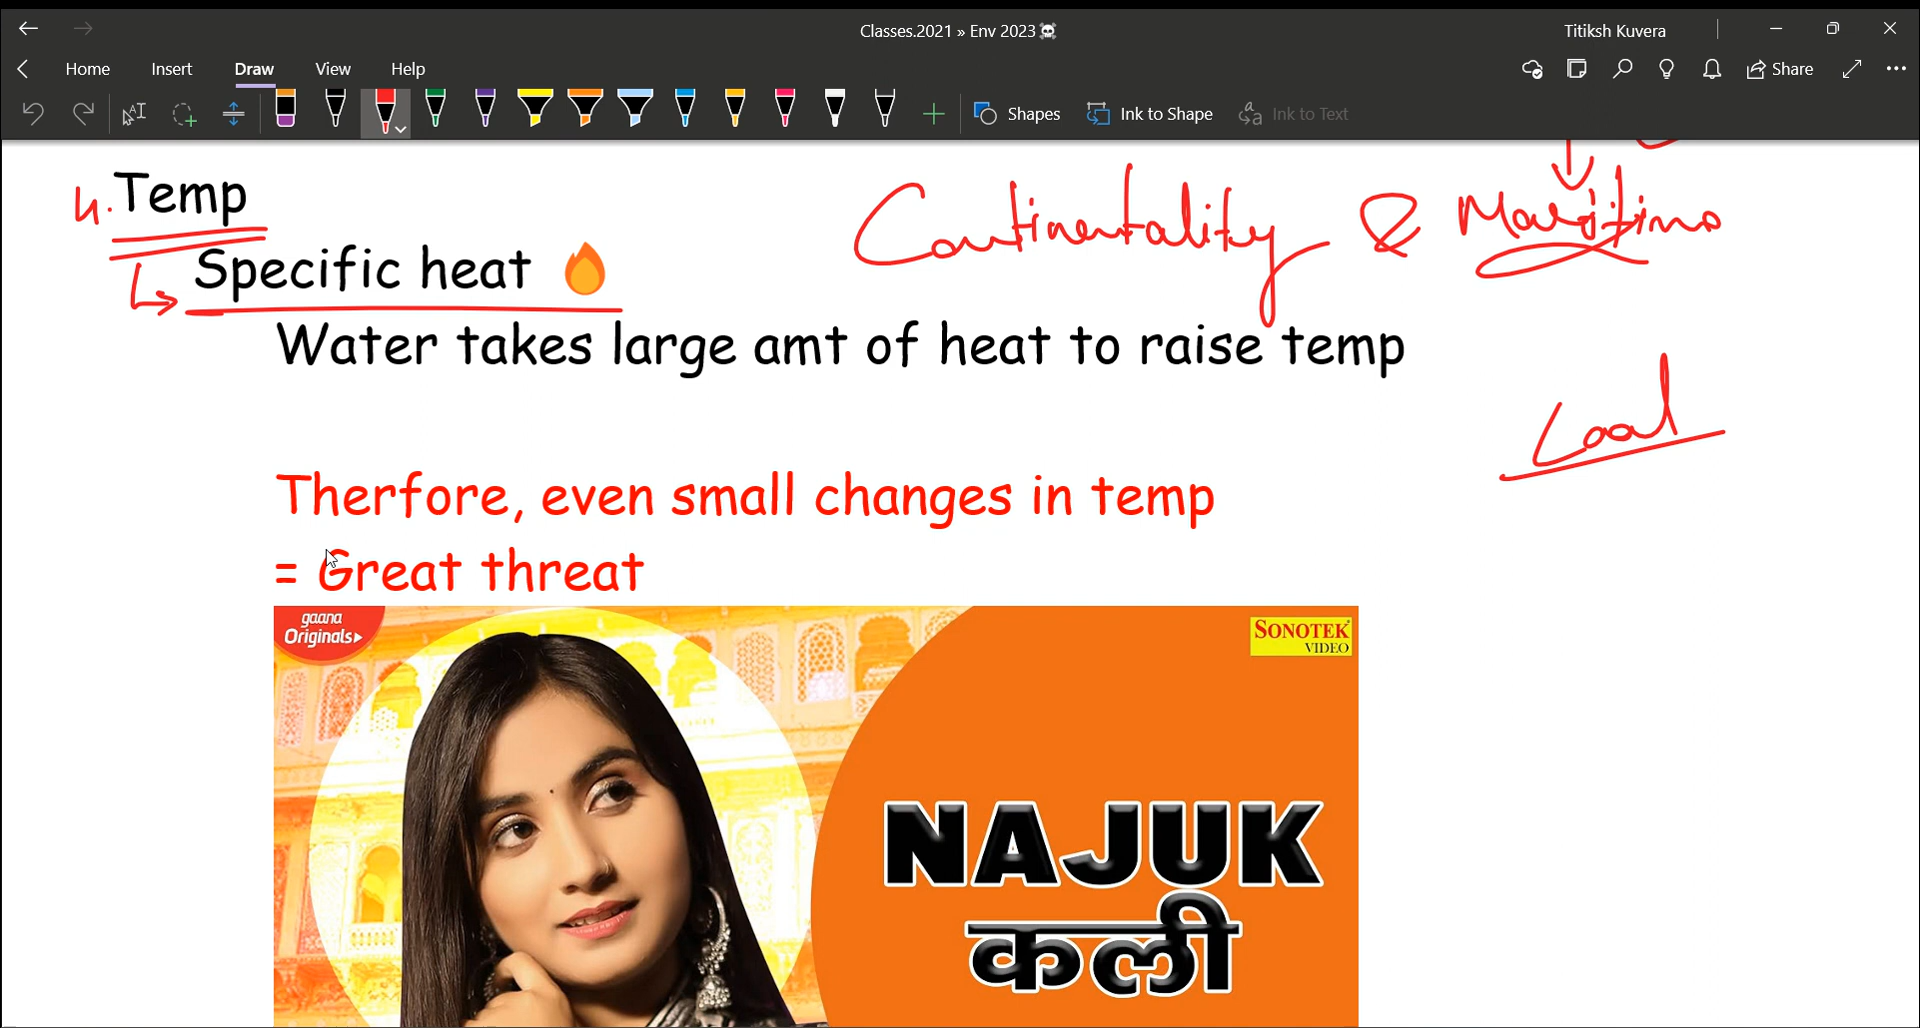 Classes.2021 » Env 2023
Titiksh Kuvera
Home Insert Draw View Help
Share
Shapes
Ink to Shape
Ink to Text
4. Temp
Continentality & Maritime
Specific heat
Water takes large amt of heat to raise temp
Therfore, even small changes in temp
= Great threat
gaana
Originals
SONOTEK
VIDEO
NAJUK
कली